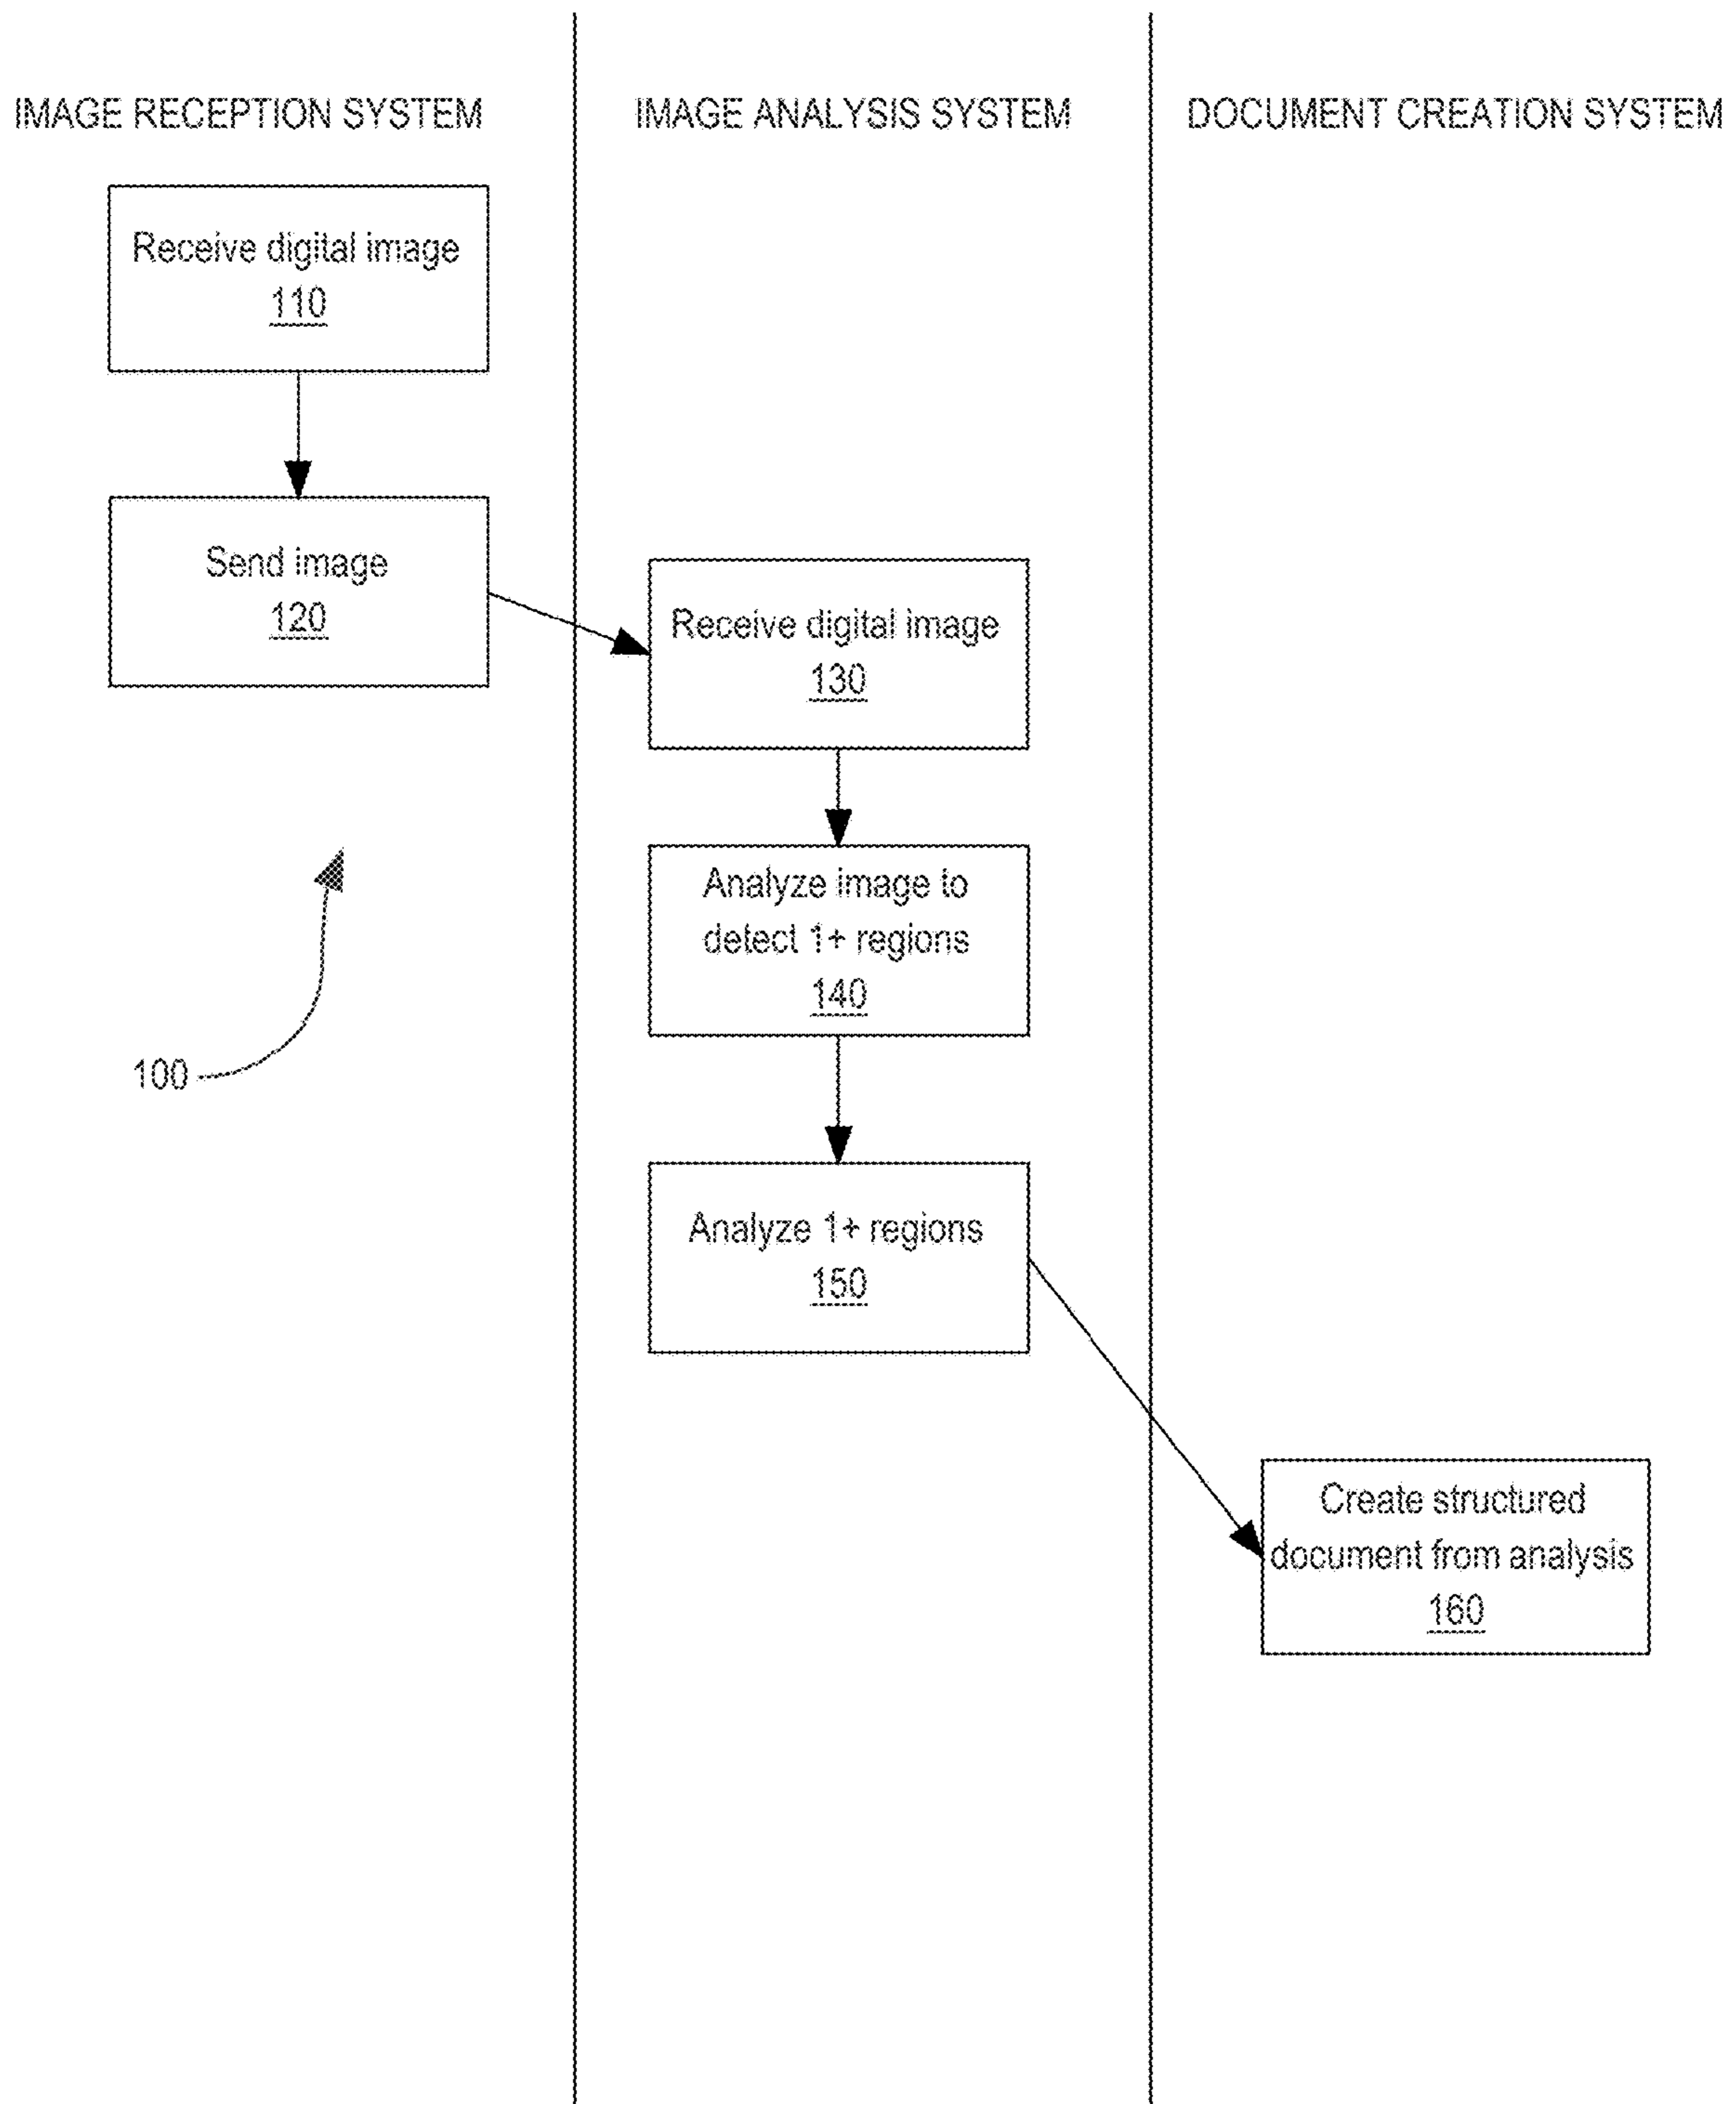 IMAGE RECEPTION SYSTEM
IMAGE ANALYSIS SYSTEM
DOCUMENT CREATION SYSTEM
Receive digital image
110
Send image
120
Receive digital image
130
Analyze image to
detect 1+ regions
140
100
Analyze 1+ regions
150
Create structured
document from analysis
160